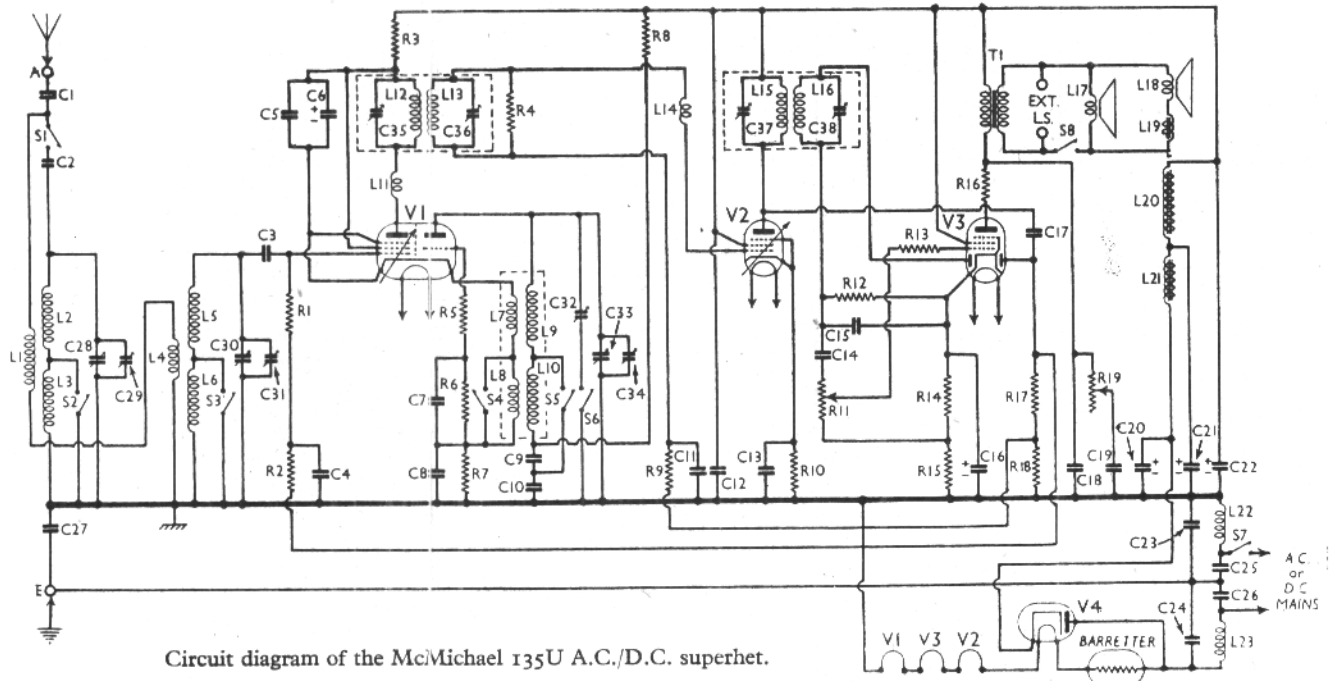 A
C1
S1
C2
L1
L2
L3
S2
C28
C29
C27
E
L4
L5
L6
S3
C30
C31
C3
R1
R2
C4
C5
C6
+
−
R3
L12
C35
L13
C36
R4
L11
V1
R5
R6
C7
C8
R7
L7
L8
S4
L9
L10
S5
S6
C32
C33
C34
C9
C10
R8
R9
C11
L14
C12
V2
C13
R10
L15
C37
L16
C38
R12
C15
C14
R11
R13
V3
R14
R15
+
−
C16
R16
C17
R17
R18
T1
EXT.
L.S.
S8
L17
L18
L19
L20
L21
R19
C18
C19
C20
+
−
C21
+
−
C22
+
−
C23
L22
S7
C25
C26
C24
L23
A.C.
or
D.C
MAINS
V1
V3
V2
V4
BARRETTER
Circuit diagram of the McMichael 135U A.C./D.C. superhet.